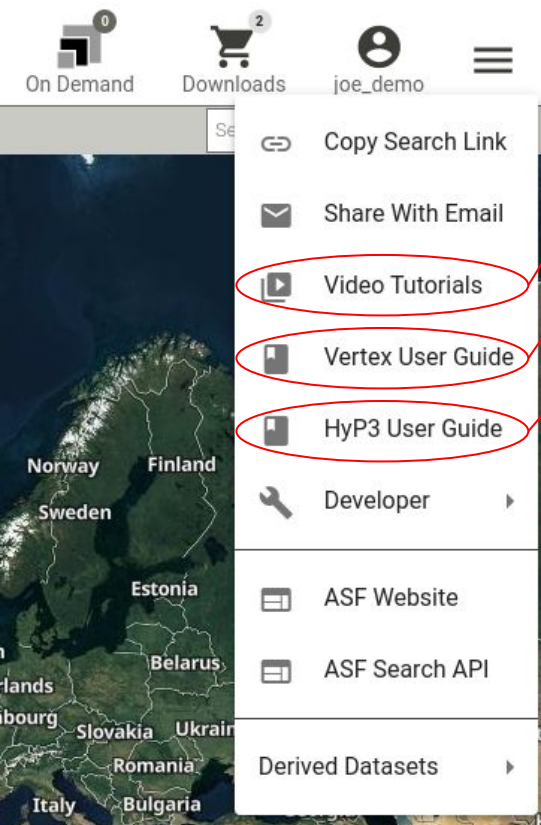 0
2
On Demand
Downloads
joe_demo
Se
Copy Search Link
Share With Email
Video Tutorials
Vertex User Guide
HyP3 User Guide
Developer
ASF Website
ASF Search API
Derived Datasets
Norway
Finland
Sweden
Estonia
Belarus
rlands
bourg
Slovakia
Ukrain
Romania
Italy
Bulgaria